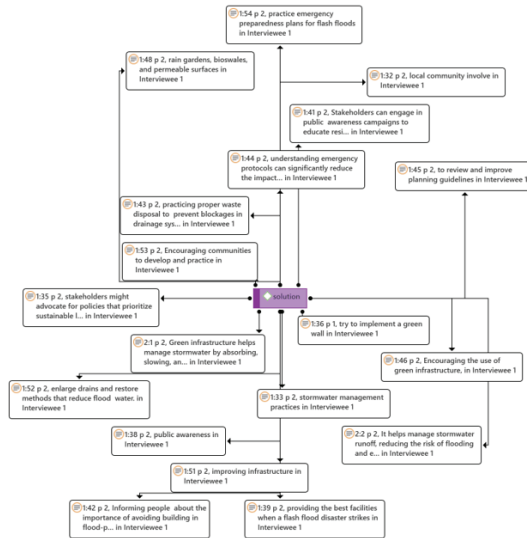 1:54 p 2, practice emergency
preparedness plans for flash floods
in Interviewee 1
1:48 p 2, rain gardens, bioswales,
and permeable surfaces in
Interviewee 1
1:32 p 2, local community involve in
Interviewee 1
1:41 p 2, Stakeholders can engage in
public awareness campaigns to
educate resi... in Interviewee 1
1:44 p 2, understanding emergency
protocols can significantly reduce
the impact... in Interviewee 1
1:45 p 2, to review and improve
planning guidelines in Interviewee 1
1:43 p 2, practicing proper waste
disposal to prevent blockages in
drainage sys... in Interviewee 1
1:53 p 2, Encouraging communities
to develop and practice in
Interviewee 1
1:35 p 2, stakeholders might
advocate for policies that prioritize
sustainable l... in Interviewee 1
solution
1:36 p 1, try to implement a green
wall in Interviewee 1
2:1 p 2, Green infrastructure helps
manage stormwater by absorbing,
slowing, an... in Interviewee 1
1:46 p 2, Encouraging the use of
green infrastructure, in Interviewee 1
1:52 p 2, enlarge drains and restore
methods that reduce flood water. in
Interviewee 1
1:33 p 2, stormwater management
practices in Interviewee 1
1:38 p 2, public awareness in
Interviewee 1
2:2 p 2, It helps manage stormwater
runoff, reducing the risk of flooding
and e... in Interviewee 1
1:51 p 2, improving infrastructure in
Interviewee 1
1:42 p 2, Informing people about the
importance of avoiding building in
flood-p... in Interviewee 1
1:39 p 2, providing the best facilities
when a flash flood disaster strikes in
Interviewee 1